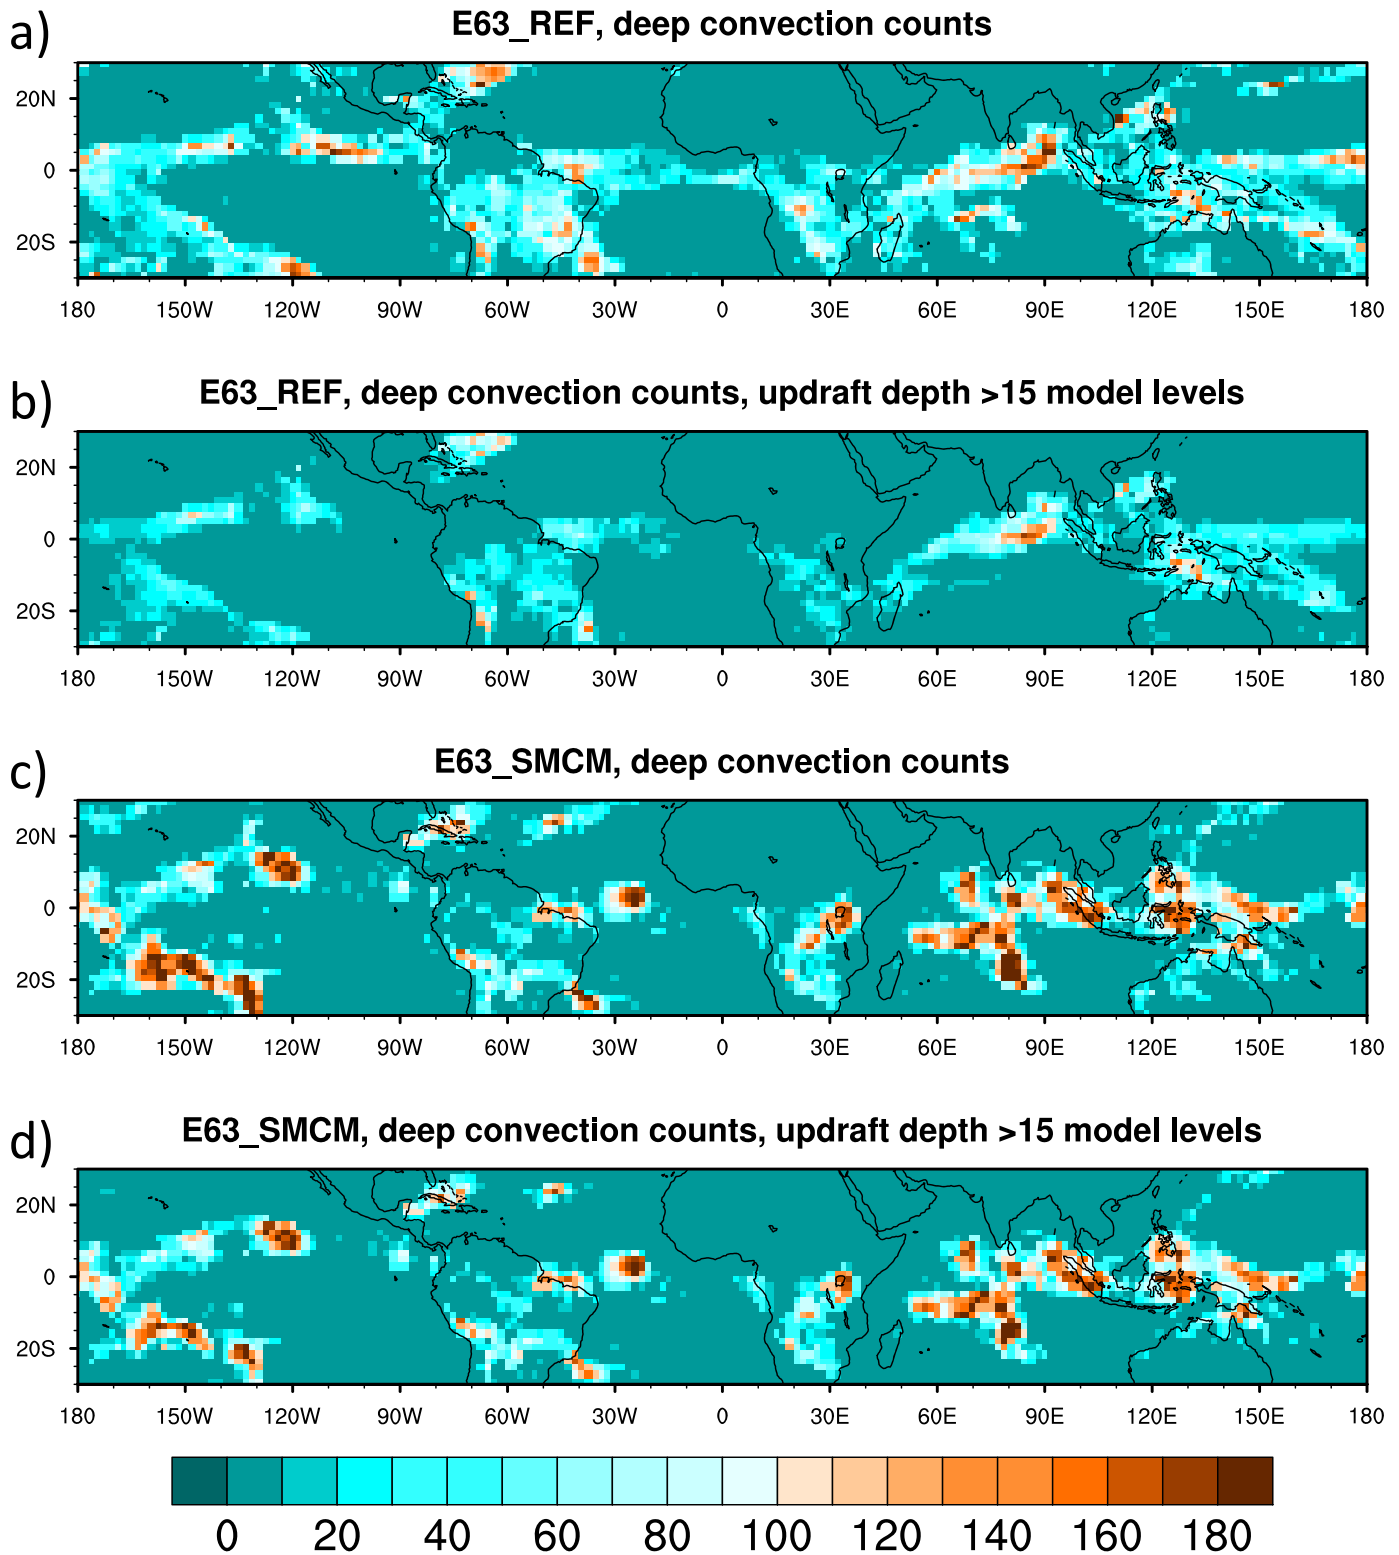 a)
E63_REF, deep convection counts
20N
0
20S
180 150W 120W 90W 60W 30W 0 30E 60E 90E 120E 150E 180
b)
E63_REF, deep convection counts, updraft depth >15 model levels
20N
0
20S
180 150W 120W 90W 60W 30W 0 30E 60E 90E 120E 150E 180
c)
E63_SMCM, deep convection counts
20N
0
20S
180 150W 120W 90W 60W 30W 0 30E 60E 90E 120E 150E 180
d)
E63_SMCM, deep convection counts, updraft depth >15 model levels
20N
0
20S
180 150W 120W 90W 60W 30W 0 30E 60E 90E 120E 150E 180
0 20 40 60 80 100 120 140 160 180